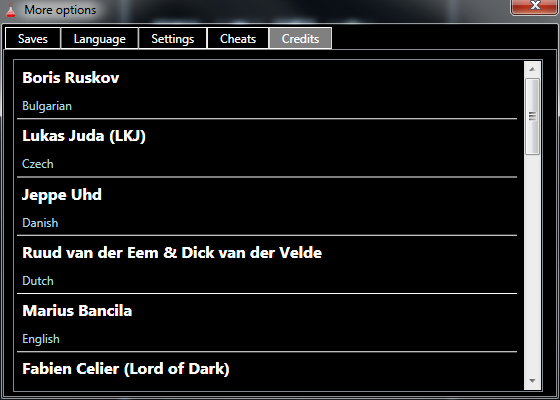 More options
Saves Language Settings Cheats Credits
Boris Ruskov
Bulgarian
Lukas Juda (LKJ)
Czech
Jeppe Uhd
Danish
Ruud van der Eem & Dick van der Velde
Dutch
Marius Bancila
English
Fabien Celier (Lord of Dark)